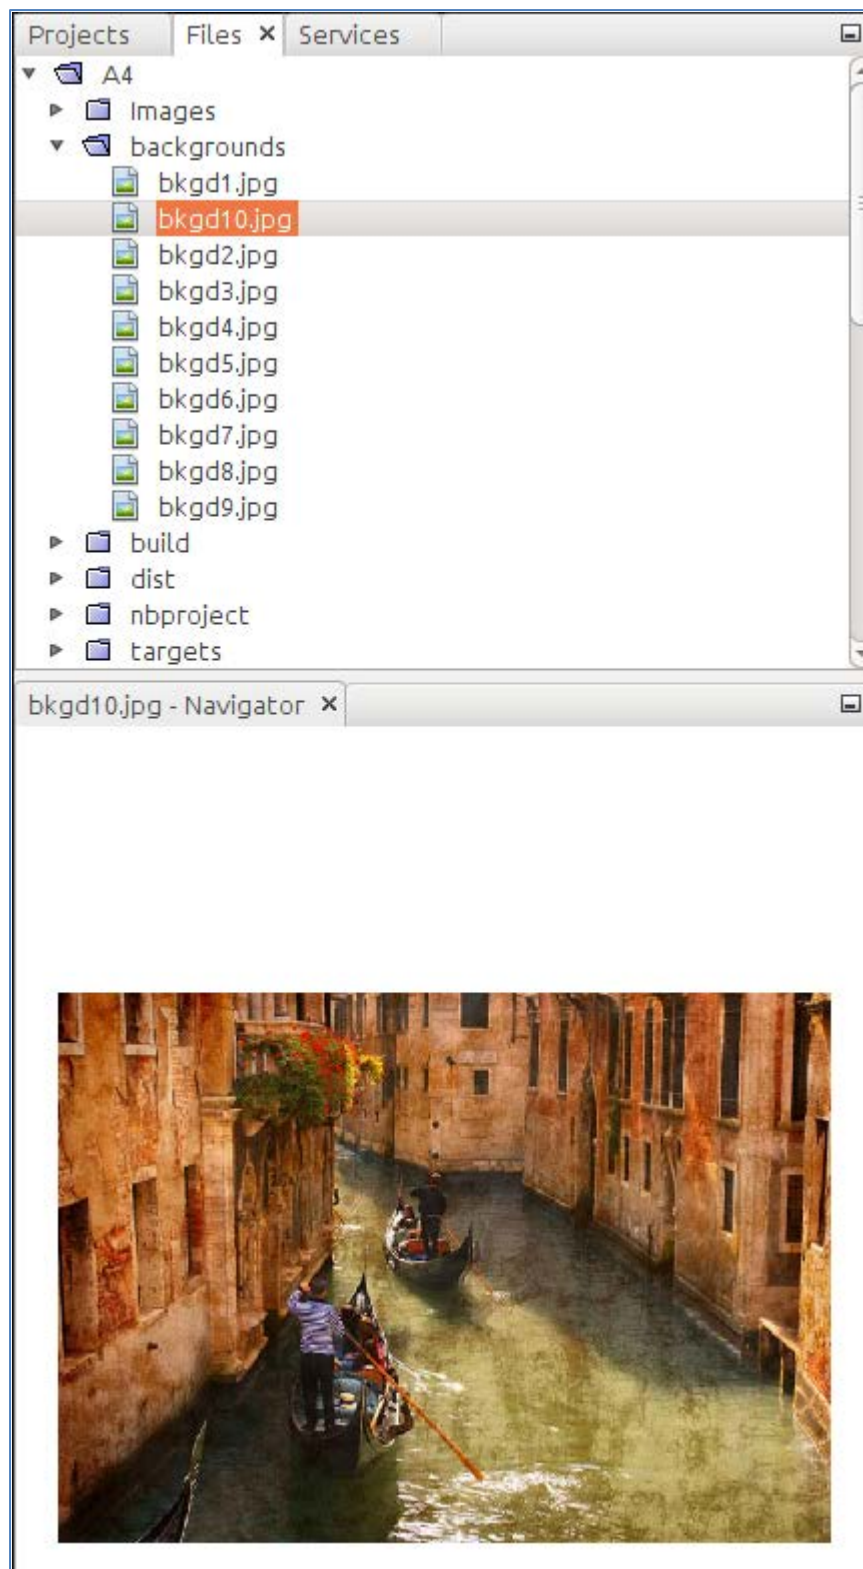 Projects Files × Services
A4
Images
backgrounds
bkgd1.jpg
bkgd10.jpg
bkgd2.jpg
bkgd3.jpg
bkgd4.jpg
bkgd5.jpg
bkgd6.jpg
bkgd7.jpg
bkgd8.jpg
bkgd9.jpg
build
dist
nbproject
targets
bkgd10.jpg - Navigator ×